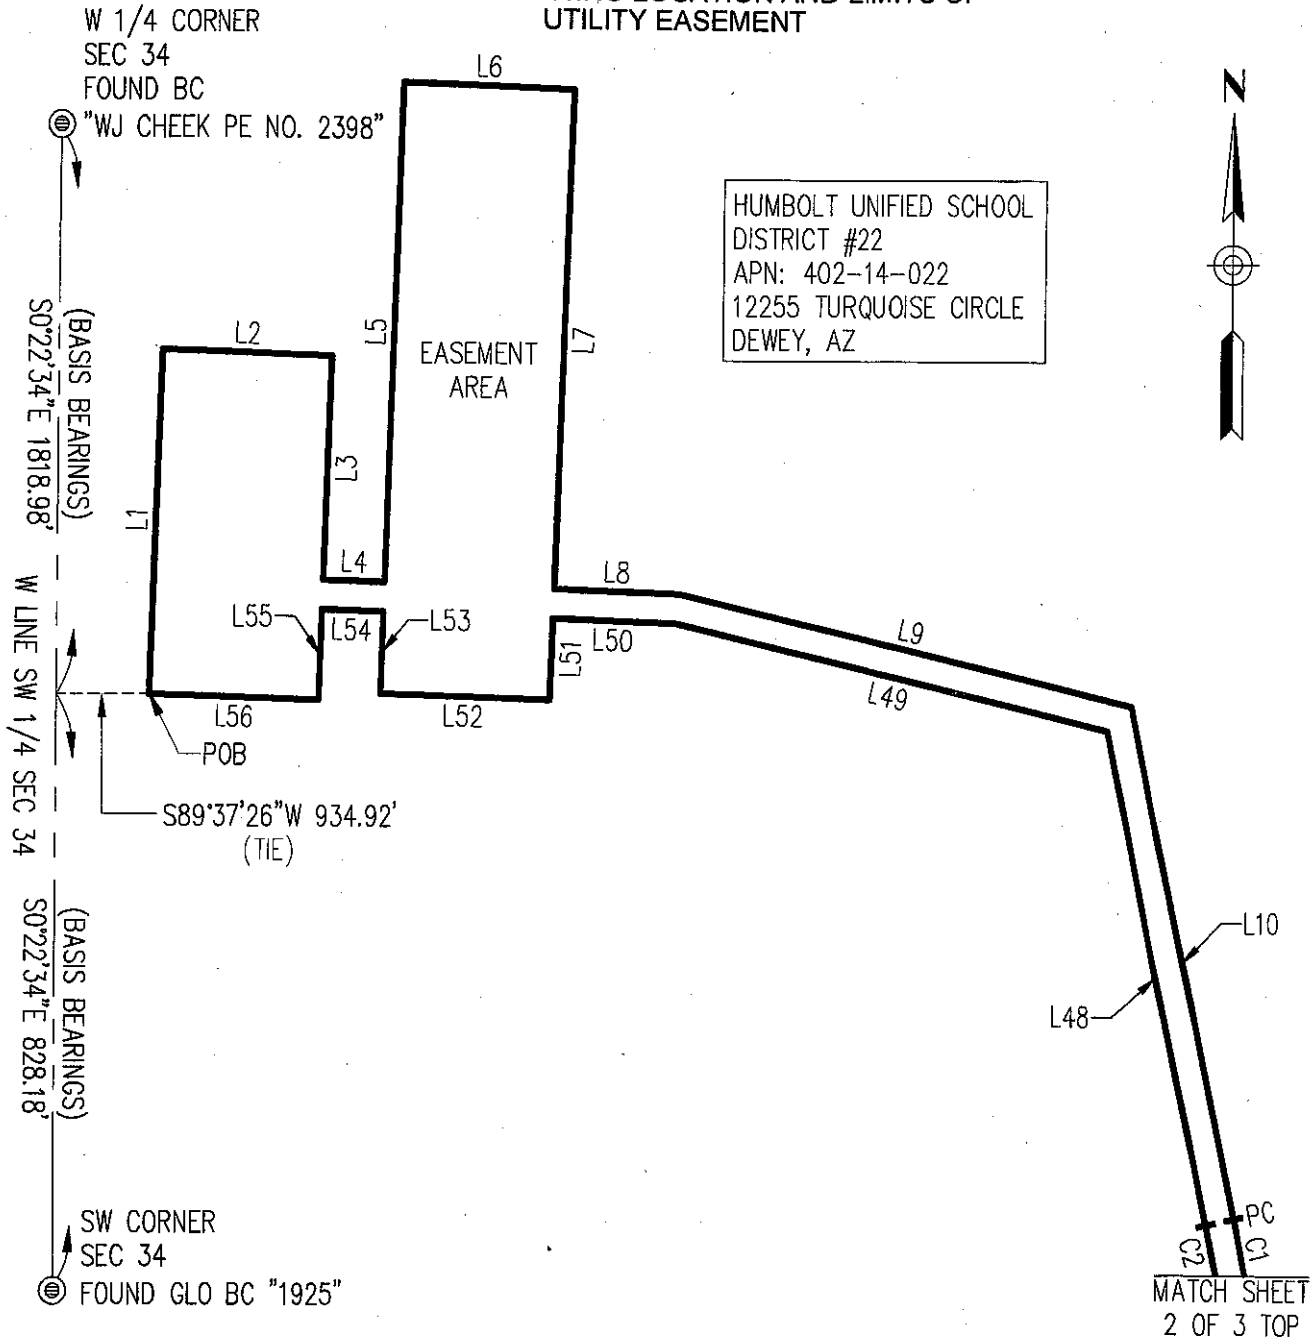 UTILITY EASEMENT
W 1/4 CORNER
SEC 34
FOUND BC
"WJ CHEEK PE NO. 2398"
L6
HUMBOLT UNIFIED SCHOOL
DISTRICT #22
APN: 402-14-022
12255 TURQUOISE CIRCLE
DEWEY, AZ
N
(BASIS BEARINGS)
S0°22'34"E 1818.98'
L2
L5
EASEMENT
AREA
L7
L3
L1
L4
L8
L55
L54
L53
L51
L50
L9
L49
L56
L52
POB
S89°37'26"W 934.92'
(TIE)
W LINE SW 1/4 SEC 34
(BASIS BEARINGS)
S0°22'34"E 828.18'
L10
L48
PC
C2
C1
SW CORNER
SEC 34
FOUND GLO BC "1925"
MATCH SHEET
2 OF 3 TOP